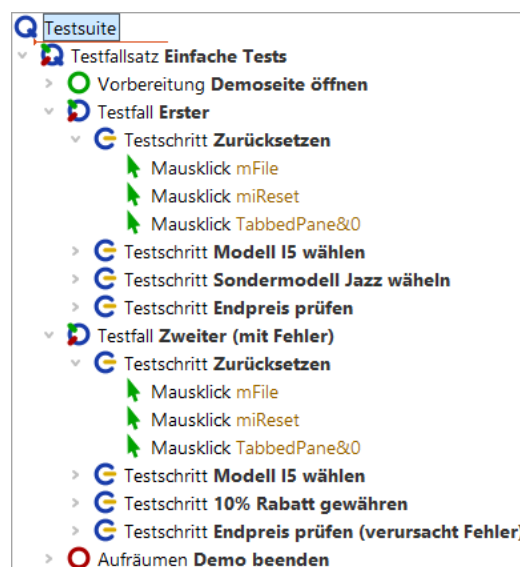 Testsuite
Testfallsatz Einfache Tests
Vorbereitung Demoseite öffnen
Testfall Erster
Testschritt Zurücksetzen
Mausklick mFile
Mausklick miReset
Mausklick TabbedPane&0
Testschritt Modell I5 wählen
Testschritt Sondermodell Jazz wäheln
Testschritt Endpreis prüfen
Testfall Zweiter (mit Fehler)
Testschritt Zurücksetzen
Mausklick mFile
Mausklick miReset
Mausklick TabbedPane&0
Testschritt Modell I5 wählen
Testschritt 10% Rabatt gewähren
Testschritt Endpreis prüfen (verursacht Fehler)
Aufräumen Demo beenden